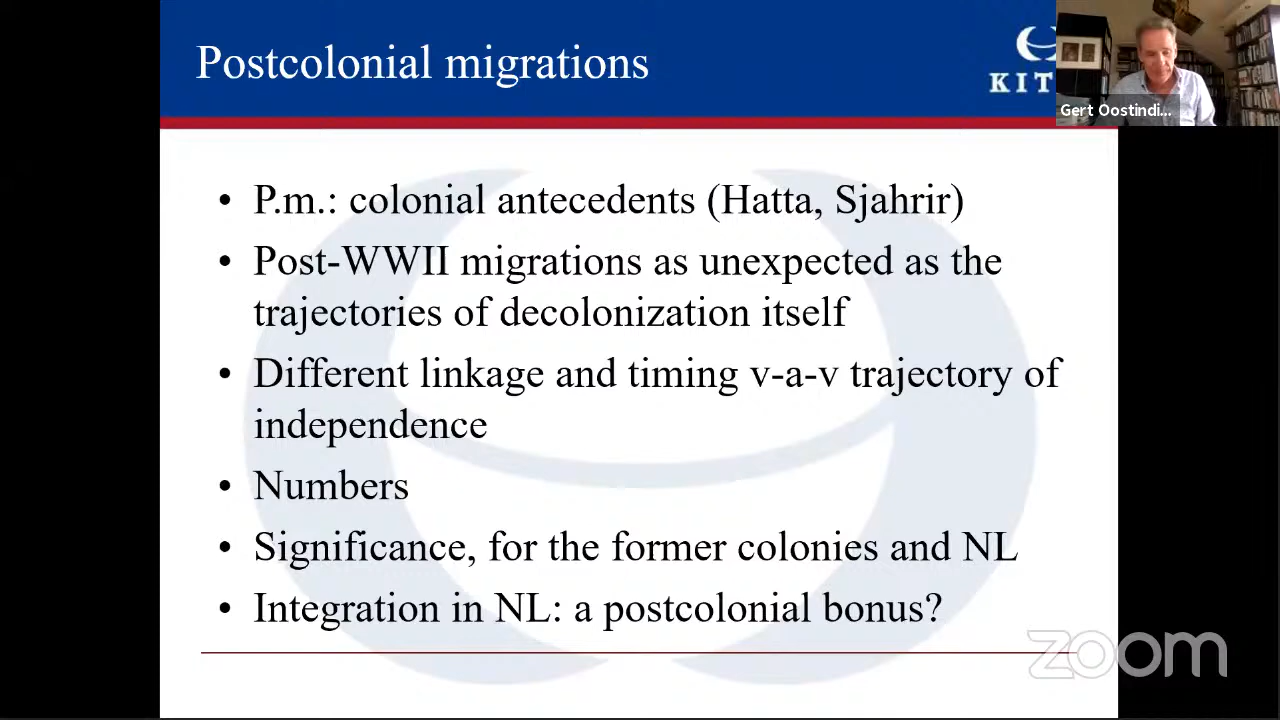 Postcolonial migrations
KIT
Gert Oostindi...
• P.m.: colonial antecedents (Hatta, Sjahrir)
• Post-WWII migrations as unexpected as the
trajectories of decolonization itself
• Different linkage and timing v-a-v trajectory of
independence
• Numbers
• Significance, for the former colonies and NL
• Integration in NL: a postcolonial bonus?
zoom